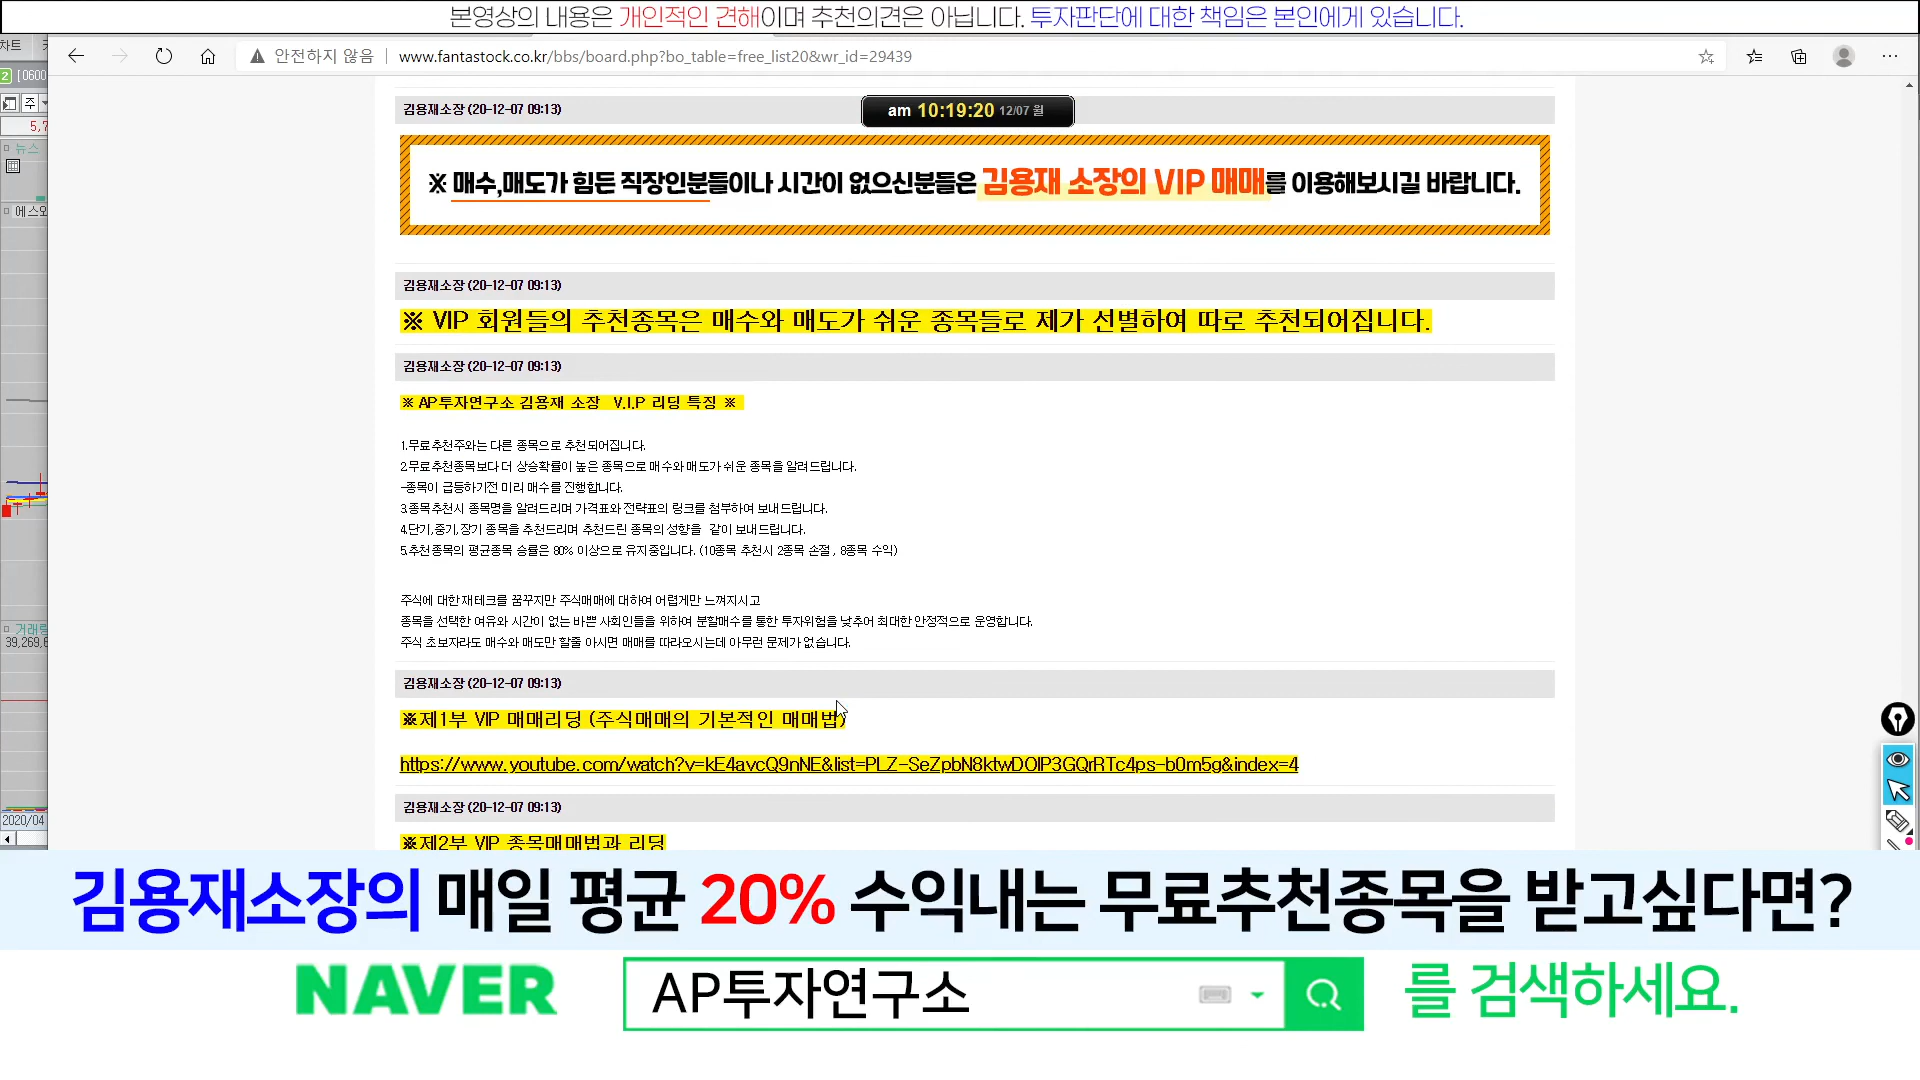 본영상의 내용은 개인적인 견해이며 추천의견은 아닙니다. 투자판단에 대한 책임은 본인에게 있습니다.
차트
안전하지 않음 www.fantastock.co.kr/bbs/board.php?bo_table=free_list20&wr_id=29439
2 [0600
주
5,7
뉴스
에스
거래량
39,269,
2020/04
김용재소장 (20-12-07 09:13)
am 10:19:20 12/07 월
※ 매수,매도가 힘든 직장인분들이나 시간이 없으신분들은 김용재 소장의 VIP 매매를 이용해보시길 바랍니다.
김용재소장 (20-12-07 09:13)
※ VIP 회원들의 추천종목은 매수와 매도가 쉬운 종목들로 제가 선별하여 따로 추천되어집니다.
김용재소장 (20-12-07 09:13)
※ AP투자연구소 김용재 소장 V.I.P 리딩 특징 ※
1.무료추천주와는 다른 종목으로 추천되어집니다.
2.무료추천종목보다 더 상승확률이 높은 종목으로 매수와 매도가 쉬운 종목을 알려드립니다.
-종목이 급등하기전 미리 매수를 진행합니다.
3.종목추천시 종목명을 알려드리며 가격표와 전략표의 링크를 첨부하여 보내드립니다.
4.단기,중기,장기 종목을 추천드리며 추천드린 종목의 성향을 같이 보내드립니다.
5.추천종목의 평균종목 승률은 80% 이상으로 유지중입니다. (10종목 추천시 2종목 손절 , 8종목 수익)
주식에 대한 재테크를 꿈꾸지만 주식매매에 대하여 어렵게만 느껴지시고
종목을 선택한 여유와 시간이 없는 바쁜 사회인들을 위하여 분할매수를 통한 투자위험을 낮추어 최대한 안정적으로 운영합니다.
주식 초보자라도 매수와 매도만 할줄 아시면 매매를 따라오시는데 아무런 문제가 없습니다.
김용재소장 (20-12-07 09:13)
※제1부 VIP 매매리딩 (주식매매의 기본적인 매매법)
https://www.youtube.com/watch?v=kE4avcQ9nNE&list=PLZ-SeZpbN8ktwDOIP3GQrRTc4ps-b0m5g&index=4
김용재소장 (20-12-07 09:13)
※제2부 VIP 종목매매법과 리딩
김용재소장의 매일 평균 20% 수익내는 무료추천종목을 받고싶다면?
NAVER AP투자연구소 를 검색하세요.